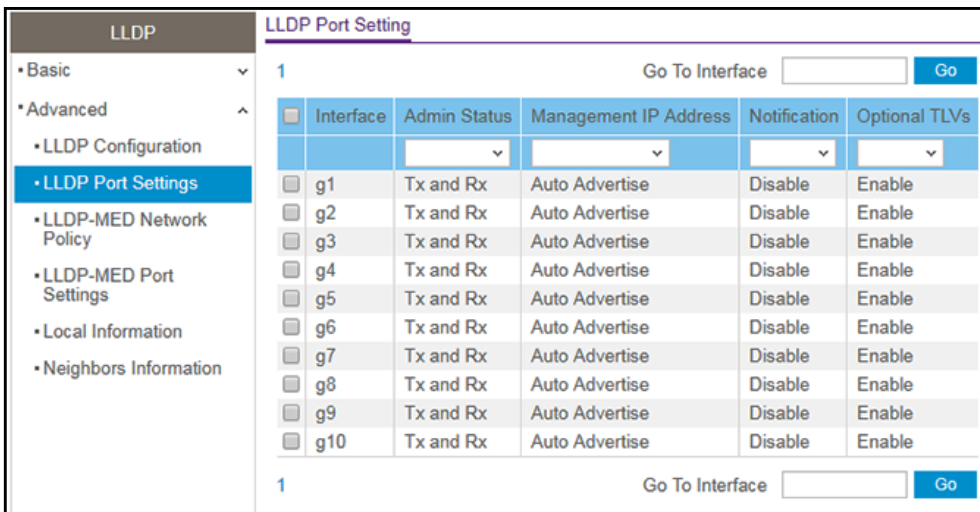 LLDP
Basic
Advanced
LLDP Configuration
LLDP Port Settings
LLDP-MED Network
Policy
LLDP-MED Port
Settings
Local Information
Neighbors Information
LLDP Port Setting
1 Go To Interface Go
Interface Admin Status Management IP Address Notification Optional TLVs
g1 Tx and Rx Auto Advertise Disable Enable
g2 Tx and Rx Auto Advertise Disable Enable
g3 Tx and Rx Auto Advertise Disable Enable
g4 Tx and Rx Auto Advertise Disable Enable
g5 Tx and Rx Auto Advertise Disable Enable
g6 Tx and Rx Auto Advertise Disable Enable
g7 Tx and Rx Auto Advertise Disable Enable
g8 Tx and Rx Auto Advertise Disable Enable
g9 Tx and Rx Auto Advertise Disable Enable
g10 Tx and Rx Auto Advertise Disable Enable
1 Go To Interface Go